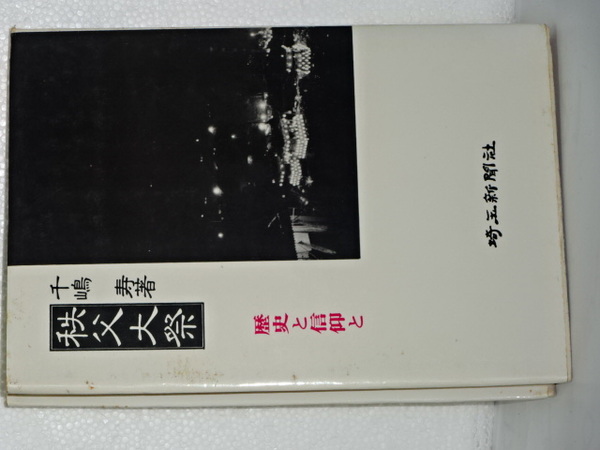 千嶋 寿著
秩父大祭
歴史と信仰と
埼玉新聞社